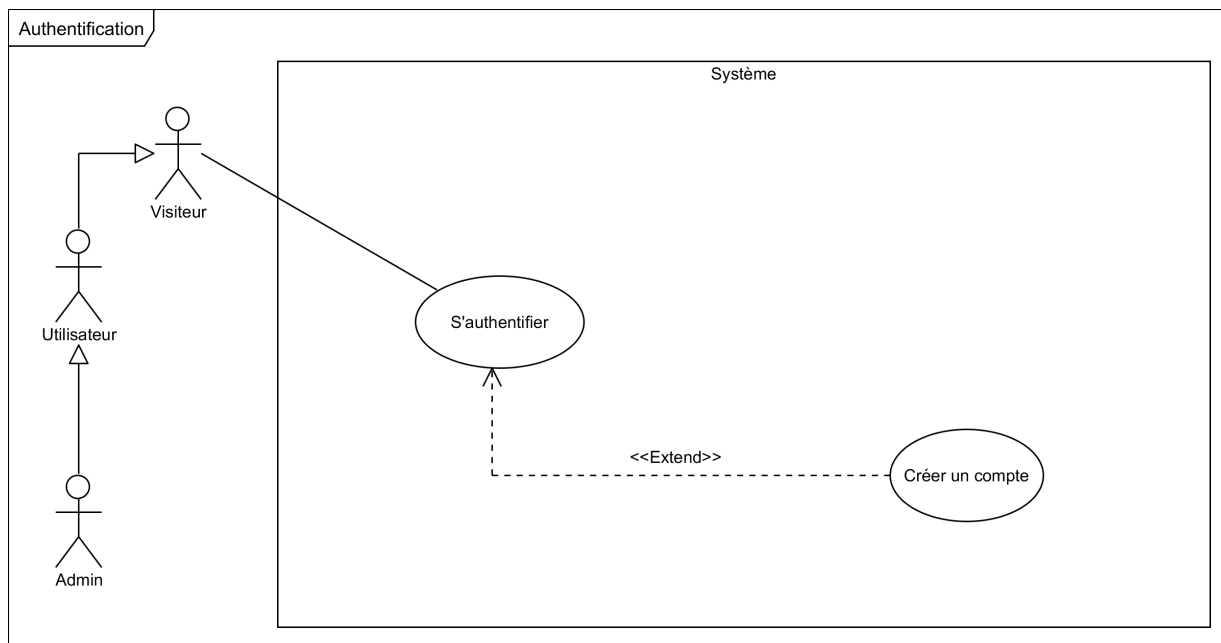 Authentification
Système
Visiteur
S'authentifier
Utilisateur
<<Extend>>
Créer un compte
Admin